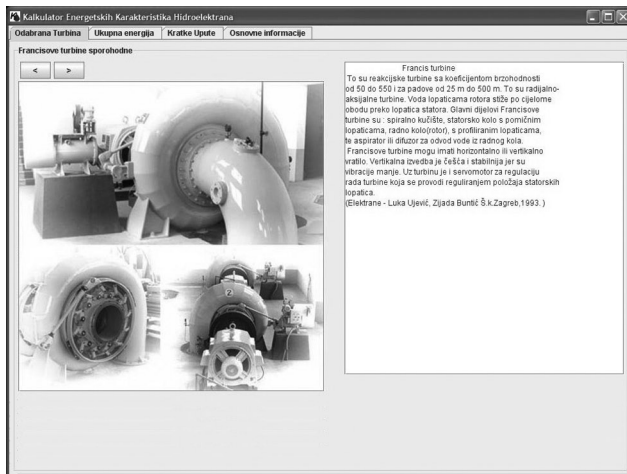 Kalkulator Energetskih Karakteristika Hidroelektrana
Odabrana Turbina
Ukupna energija
Kratke Upute
Osnovne informacije
Francisove turbine sporohodne
<
>
Francis turbine
To su reakcijske turbine sa koeficijentom brzohodnosti
od 50 do 550 i za padove od 25 m do 500 m. To su radijalno-
aksijalne turbine. Voda lopaticama rotora stiže po cijelome
obodu preko lopatica statora. Glavni dijelovi Francisove
turbine su : spiralno kučište, statorsko kolo s pomičnim
lopaticama, radno kolo(rotor), s profiliranim lopaticama,
te aspirator ili difuzor za odvod vode iz radnog kola.
Francisove turbine mogu imati horizontalno ili vertikalno
vratilo. Vertikalna izvedba je češća i stabilnija jer su
vibracije manje. Uz turbinu je i servomotor za regulaciju
rada turbine koja se provodi reguliranjem položaja statorskih
lopatica.
(Elektrane - Luka Ujević, Zijada Buntić Š.k.Zagreb,1993. )
2